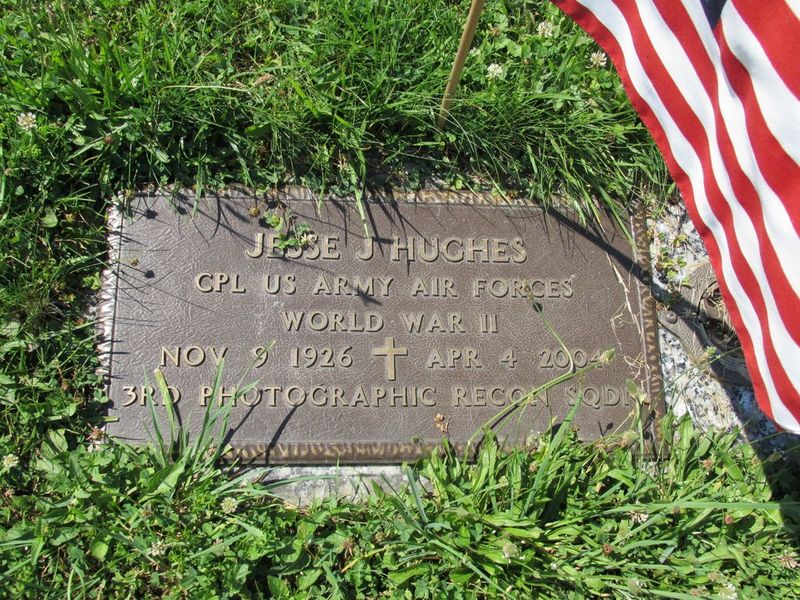 JESSE J HUGHES
CPL US ARMY AIR FORCES
WORLD WAR II
NOV 9 1926 APR 4 2004
3RD PHOTOGRAPHIC RECON SQDN